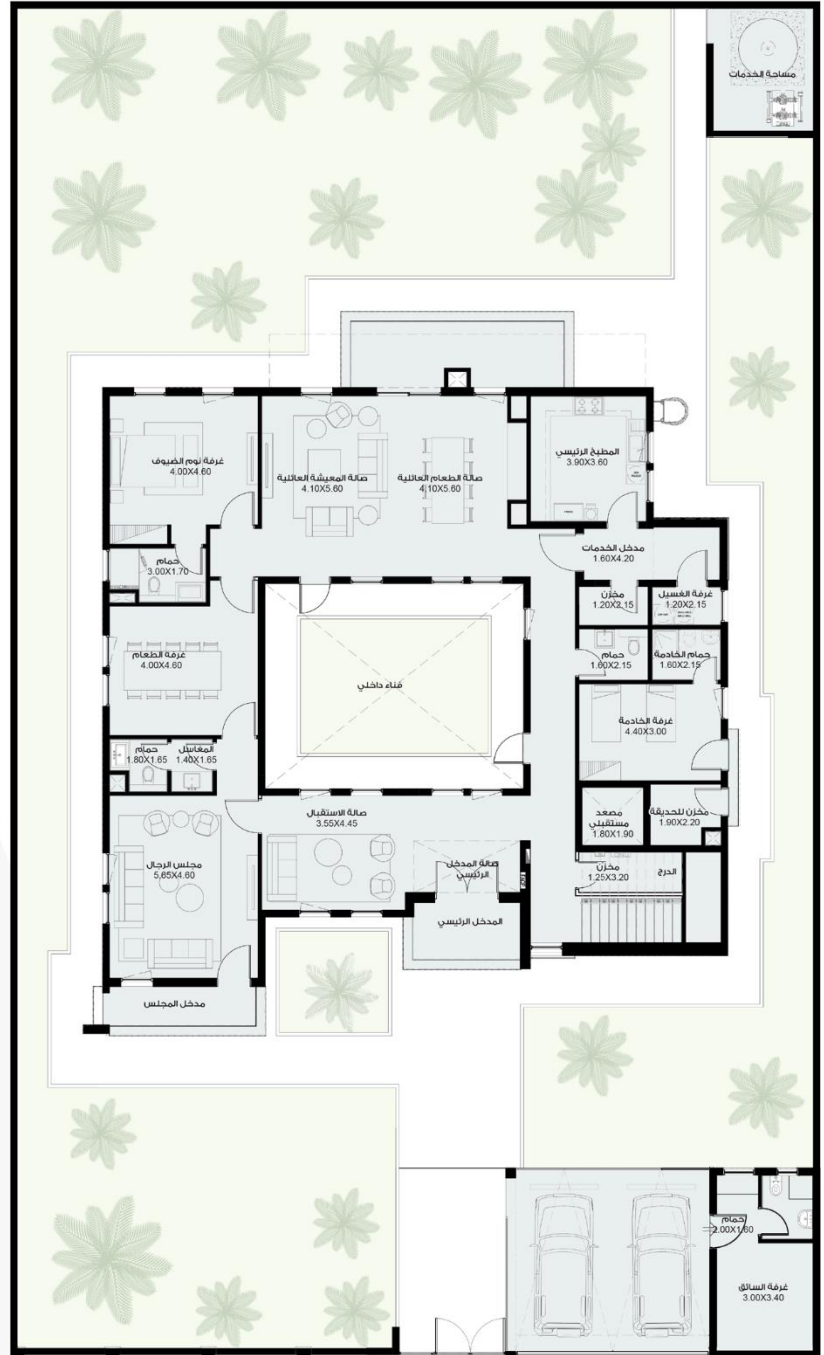 مساحة الخدمات
غرفة نوم الضيوف
4.00X4.60
صالة المعيشة العائلية
4.10X5.60
صالة الطعام العائلية
4.10X5.60
المطبخ الرئيسي
3.90X3.60
مدخل الخدمات
1.60X4.20
حمام
3.00X1.70
مخزن
1.20X2.15
غرفة الغسيل
1.20X2.15
غرفة الطعام
4.00X4.60
حمام
1.60X2.15
حمام الخادمة
1.60X2.15
فناء داخلي
غرفة الخادمة
4.40X3.00
حمام
1.80X1.65
المغاسل
1.40X1.65
صالة الاستقبال
3.55X4.45
مصعد
مستقبلي
1.80X1.90
مخزن للحديقة
1.90X2.20
مجلس الرجال
5.65X4.60
صالة المدخل
الرئيسي
مخزن
1.25X3.20
الدرج
المدخل الرئيسي
مدخل المجلس
حمام
2.00X1.60
غرفة السائق
3.00X3.40